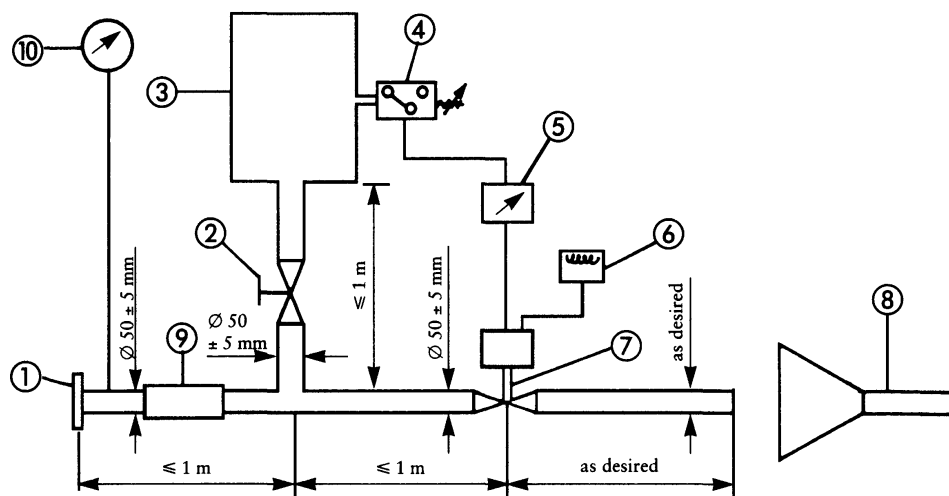 ⑩
③
④
⑤
②
⑥
≤ 1 m
Ø 50 ± 5 mm
Ø 50
± 5 mm
Ø 50 ± 5 mm
as desired
⑧
①
⑨
⑦
≤ 1 m
≤ 1 m
as desired